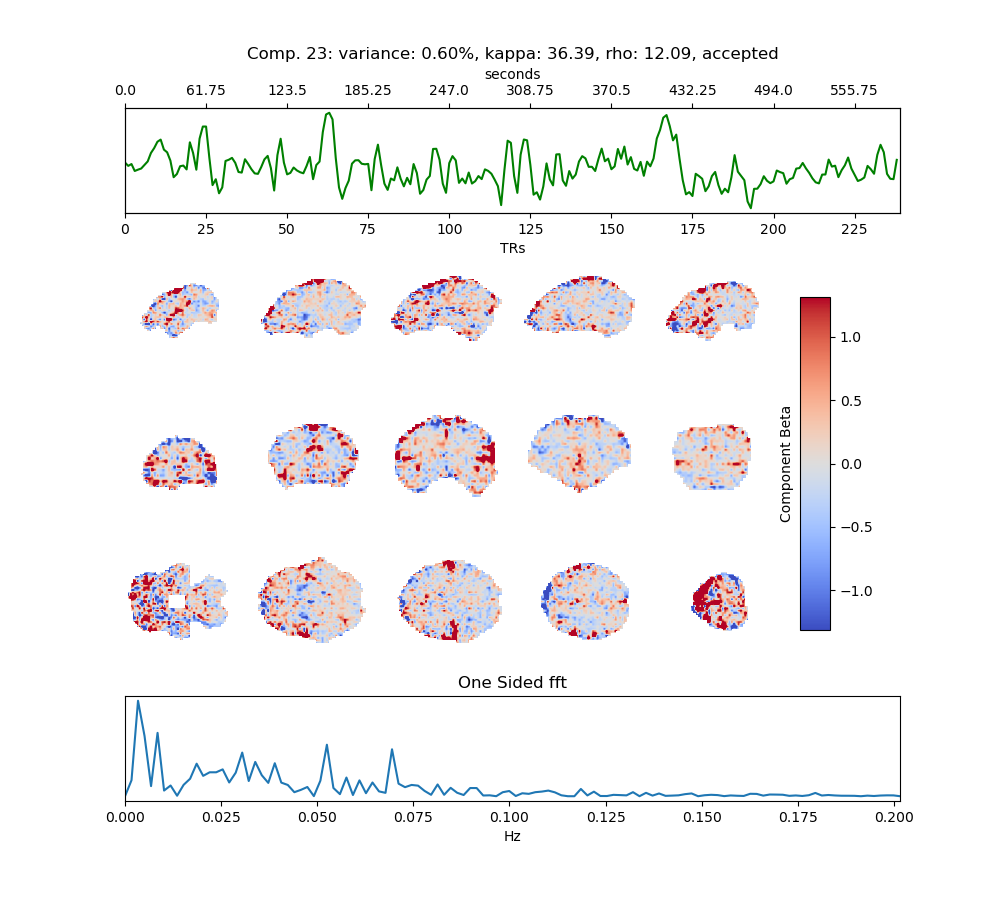 Comp. 23: variance: 0.60%, kappa: 36.39, rho: 12.09, accepted
seconds
0.0 61.75 123.5 185.25 247.0 308.75 370.5 432.25 494.0 555.75
0 25 50 75 100 125 150 175 200 225
TRs
1.0
0.5
0.0
−0.5
−1.0
Component Beta
One Sided fft
0.000 0.025 0.050 0.075 0.100 0.125 0.150 0.175 0.200
Hz